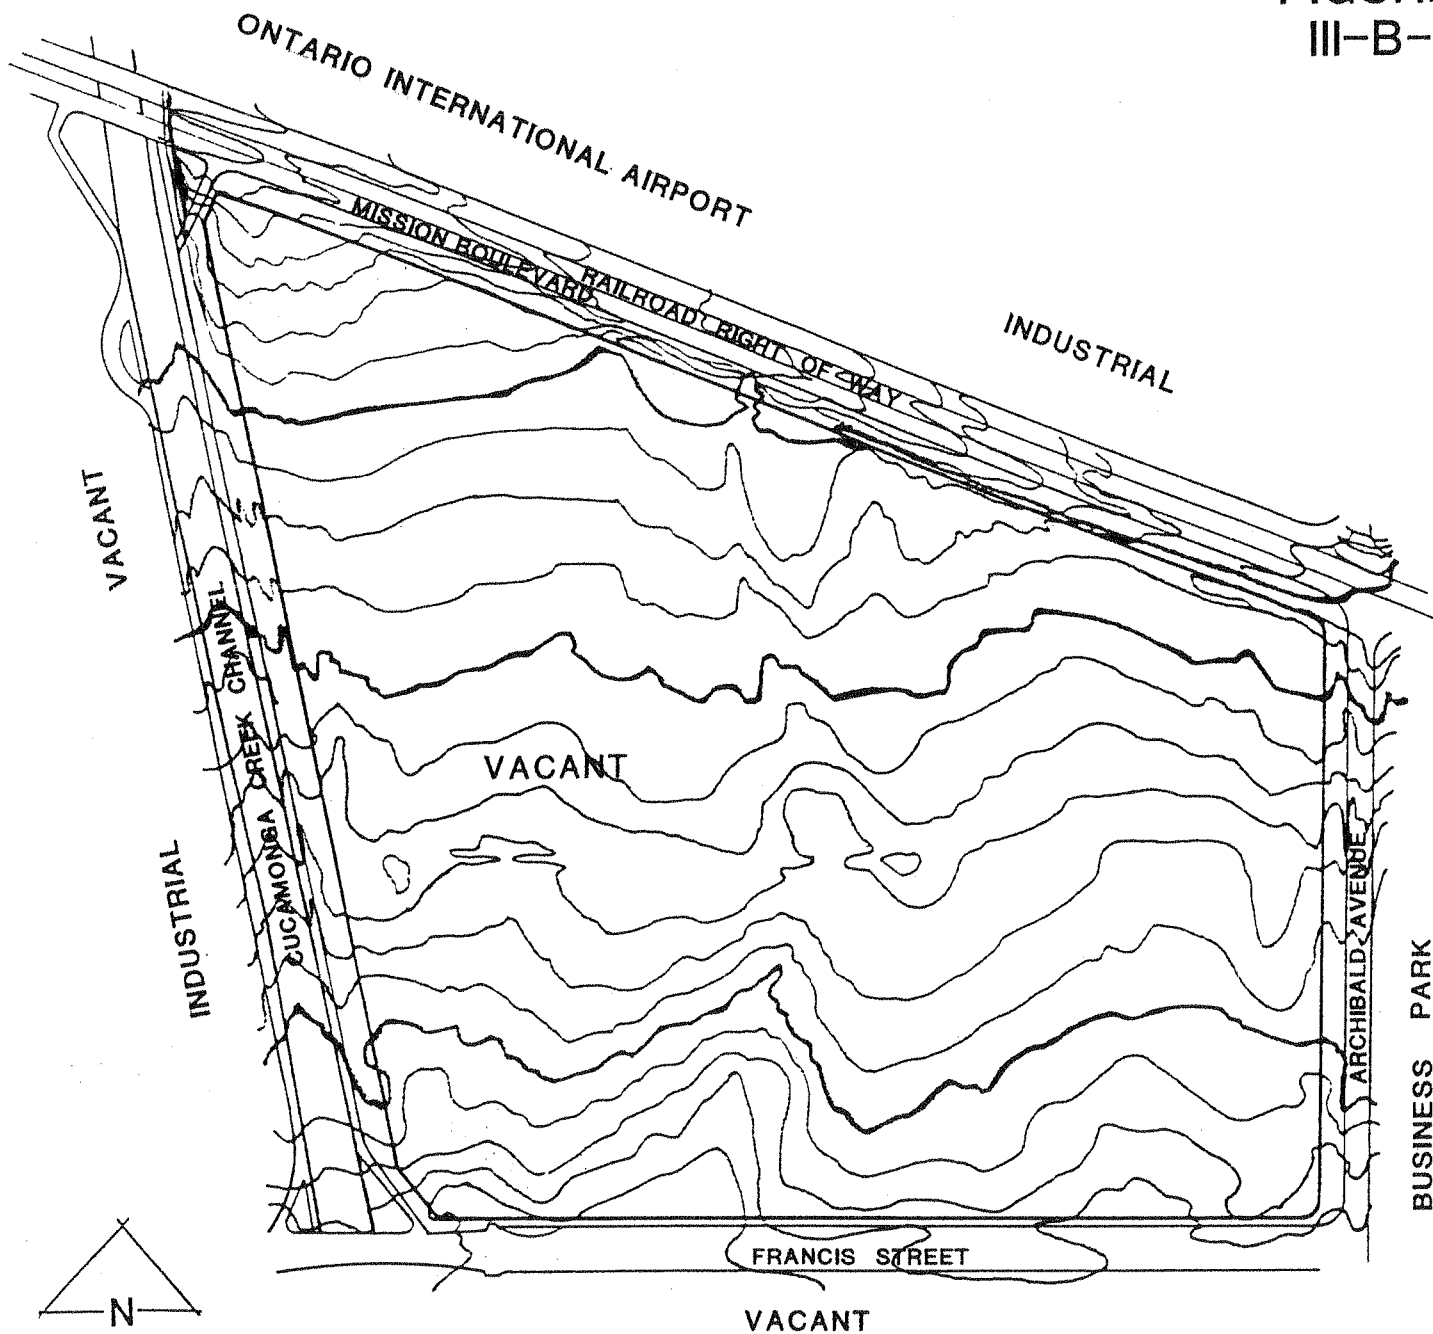 III-B-
ONTARIO INTERNATIONAL AIRPORT
MISSION BOULEVARD
RAILROAD RIGHT OF WAY
INDUSTRIAL
VACANT
CUCAMONGA CREEK CHANNEL
VACANT
INDUSTRIAL
ARCHIBALD AVENUE
BUSINESS PARK
FRANCIS STREET
N
VACANT